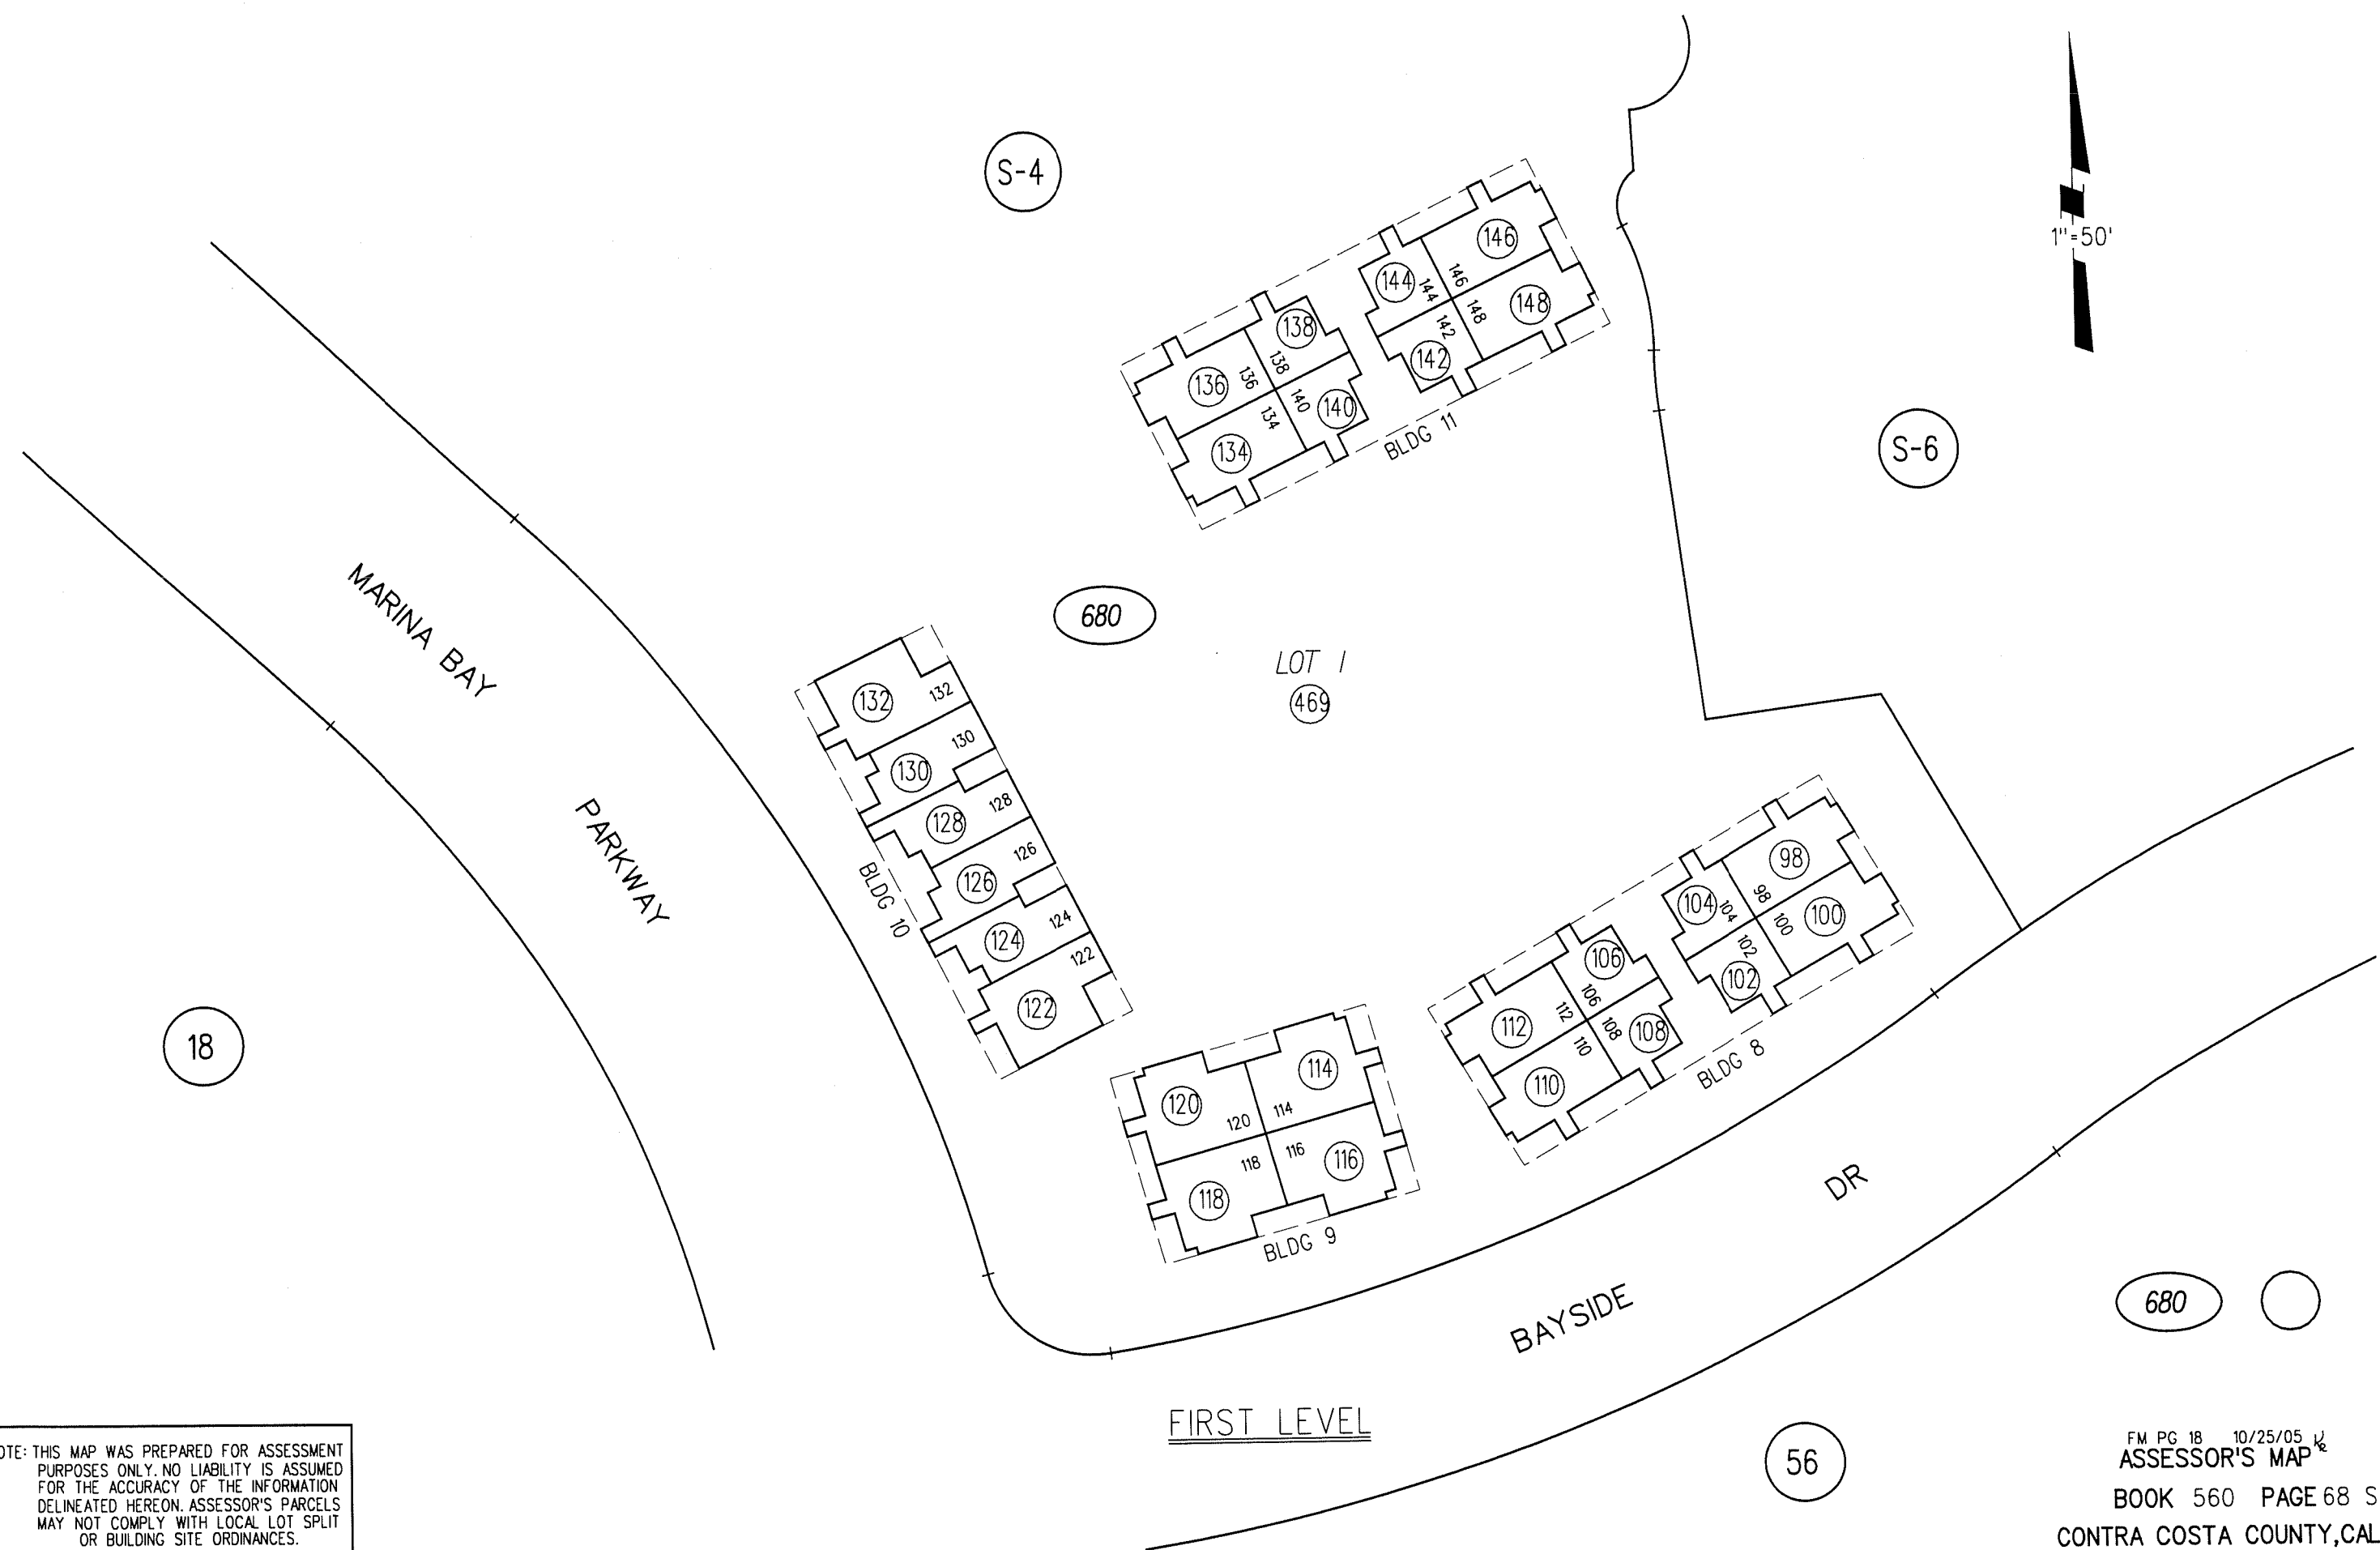 S-4
1"=50'
146
146
144
144
148
148
142
142
138
138
136
136
140
140
134
134
BLDG 11
S-6
MARINA BAY
PARKWAY
680
LOT 1
469
132
132
130
130
128
128
126
126
124
124
122
122
BLDG 10
98
98
104
104
100
100
102
102
106
106
112
112
108
108
110
110
BLDG 8
114
114
120
120
116
116
118
118
BLDG 9
18
DR
BAYSIDE
680
FIRST LEVEL
56
OTE: THIS MAP WAS PREPARED FOR ASSESSMENT
PURPOSES ONLY. NO LIABILITY IS ASSUMED
FOR THE ACCURACY OF THE INFORMATION
DELINEATED HEREON. ASSESSOR'S PARCELS
MAY NOT COMPLY WITH LOCAL LOT SPLIT
OR BUILDING SITE ORDINANCES.
FM PG 18 10/25/05
ASSESSOR'S MAP
BOOK 560 PAGE 68 S
CONTRA COSTA COUNTY, CAL